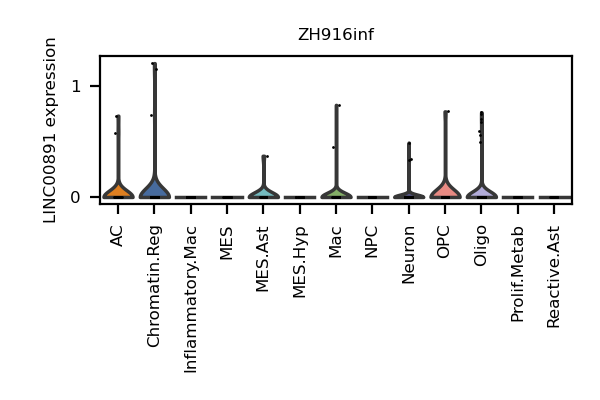 ZH916inf
LINC00891 expression
1
0
AC
Chromatin.Reg
Inflammatory.Mac
MES
MES.Ast
MES.Hyp
Mac
NPC
Neuron
OPC
Oligo
Prolif.Metab
Reactive.Ast